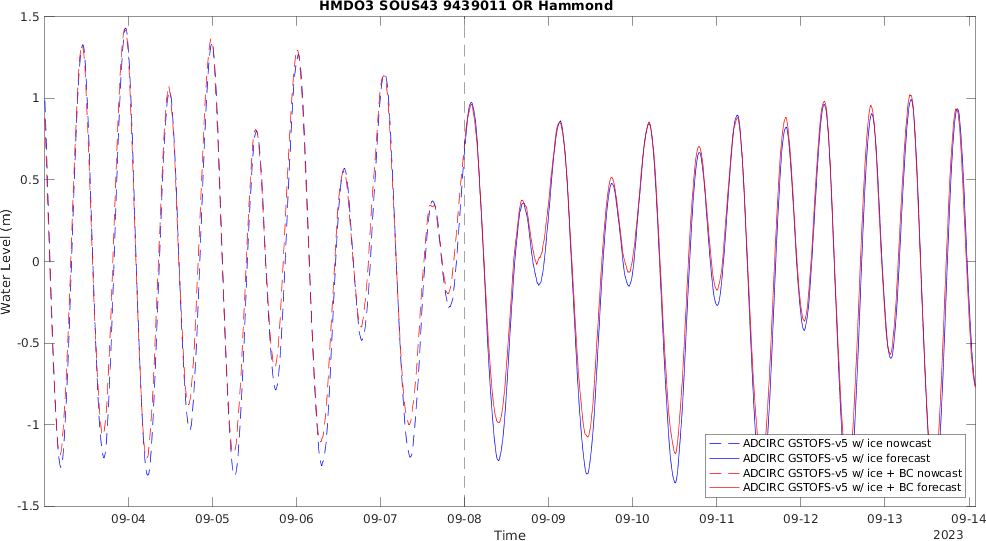 HMDO3 SOUS43 9439011 OR Hammond
1.5
1
0.5
0
-0.5
-1
-1.5
Water Level (m)
09-04 09-05 09-06 09-07 09-08 09-09 09-10 09-11 09-12 09-13 09-14
Time
2023
ADCIRC GSTOFS-v5 w/ ice nowcast
ADCIRC GSTOFS-v5 w/ ice forecast
ADCIRC GSTOFS-v5 w/ ice + BC nowcast
ADCIRC GSTOFS-v5 w/ ice + BC forecast